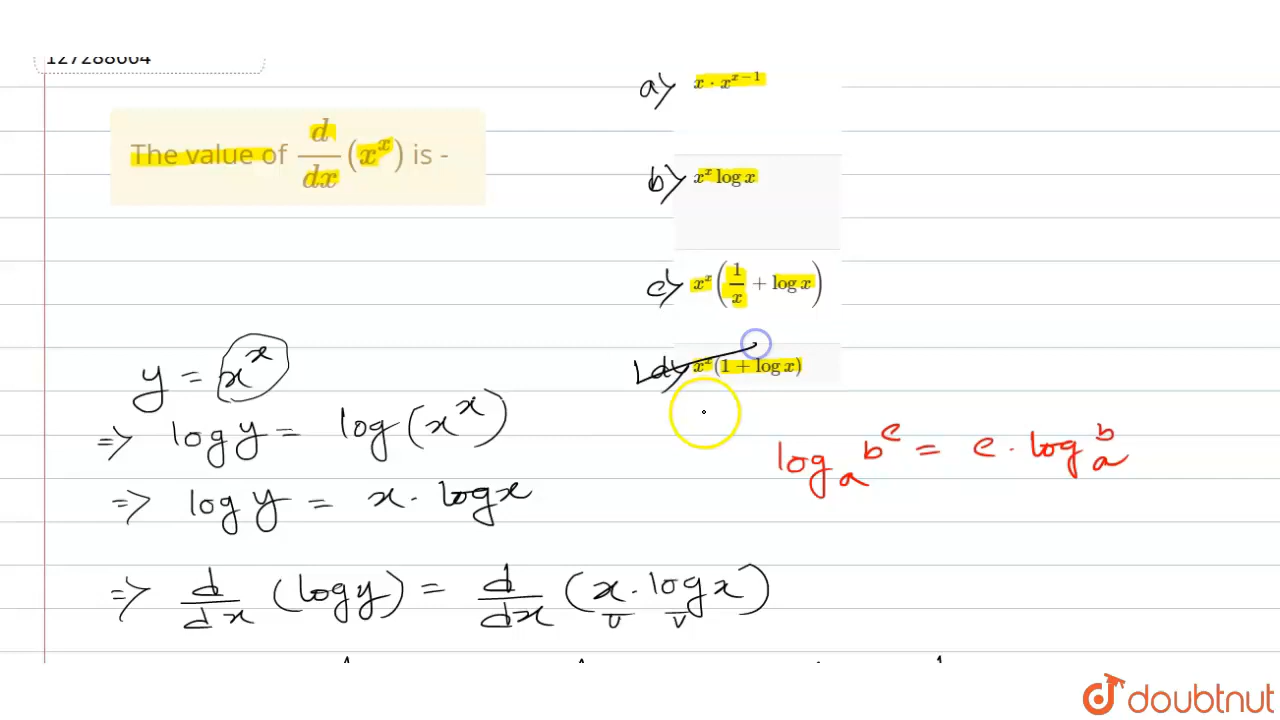 127288664
The value of d/dx (x^x) is -
a) x · x^(x−1)
b) x^x log x
c) x^x (1/x + log x)
d) x^x (1 + log x)
y = x^x
=> log y = log (x^x)
=> log y = x · log x
=> d/dx (log y) = d/dx (x · log x)
U V
log_a b^c = c · log_a b
doubtnut